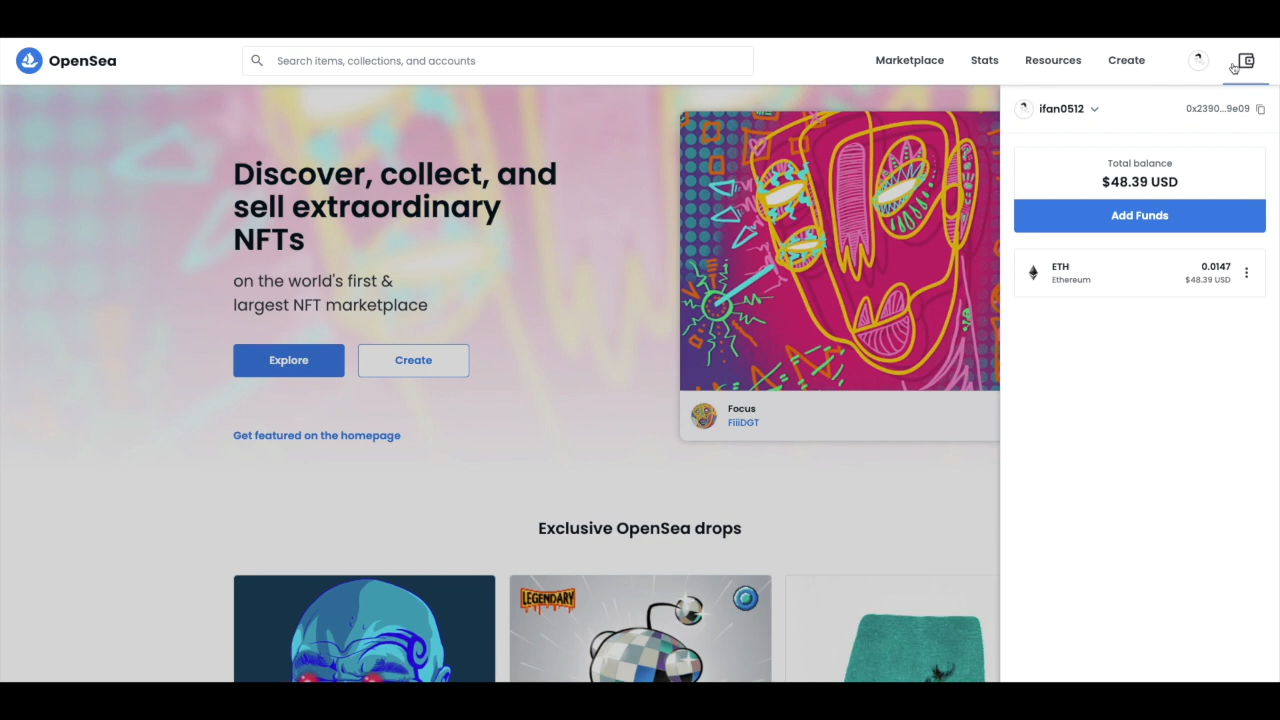 OpenSea
Search items, collections, and accounts
Marketplace
Stats
Resources
Create
ifan0512
0x2390...9e09
Total balance
$48.39 USD
Add Funds
ETH
0.0147
Ethereum
$48.39 USD
Discover, collect, and
sell extraordinary
NFTs
on the world's first &
largest NFT marketplace
Explore
Create
Get featured on the homepage
Focus
FiiiDGT
Exclusive OpenSea drops
LEGENDARY